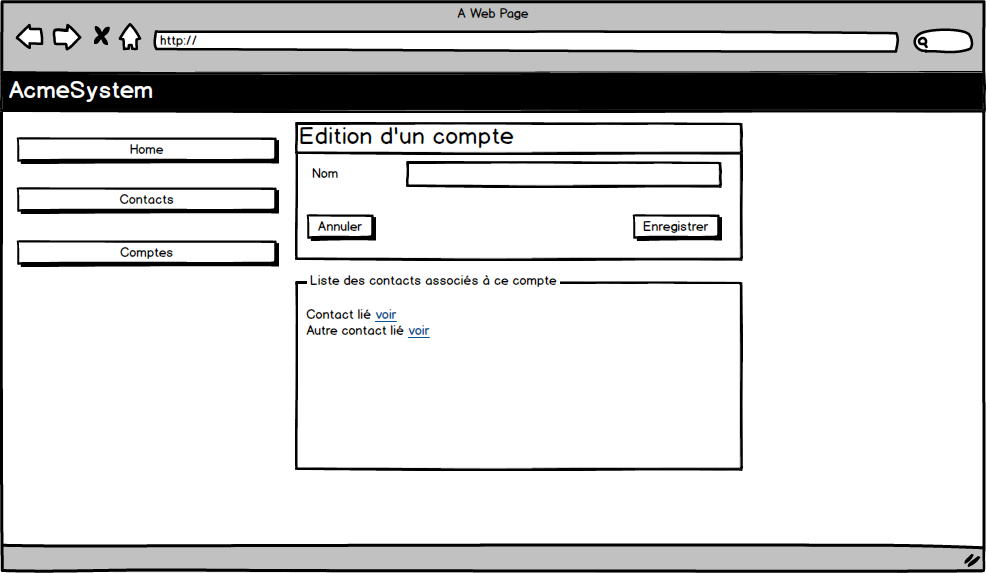 A Web Page
http://
AcmeSystem
Home
Contacts
Comptes
Edition d'un compte
Nom
Annuler
Enregistrer
Liste des contacts associés à ce compte
Contact lié voir
Autre contact lié voir